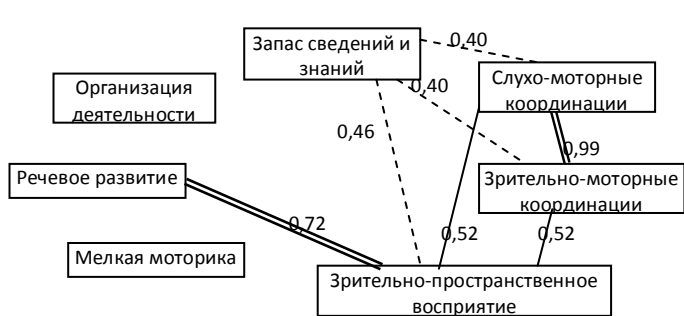 Запас сведений и
знаний
0,40
Слухо-моторные
координации
Организация
деятельности
0,40
0,46
0,99
Речевое развитие
Зрительно-моторные
координации
0,72
0,52
0,52
Мелкая моторика
Зрительно-пространственное
восприятие